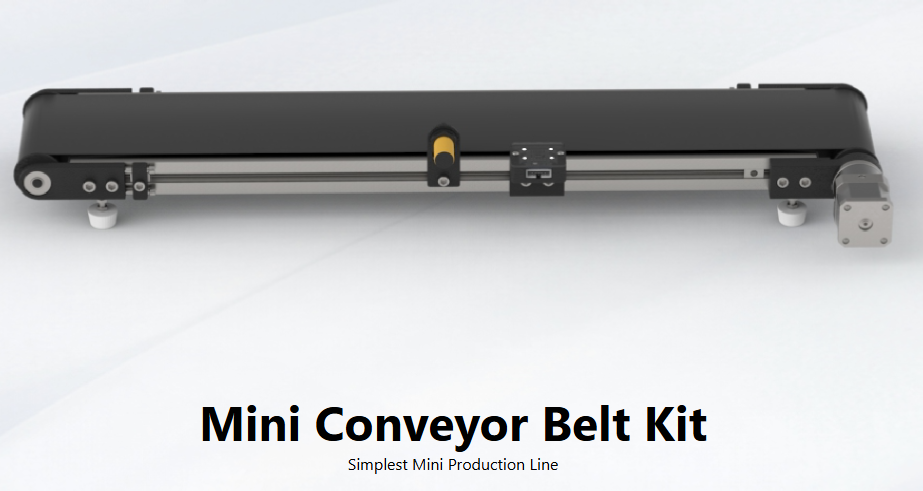 Mini Conveyor Belt Kit
Simplest Mini Production Line